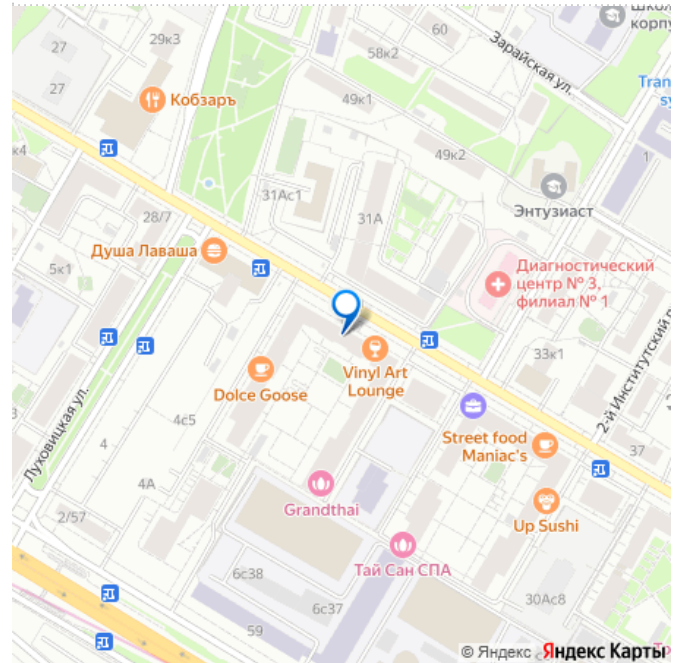 27
27
29к3
Кобзаръ
58к2
60
Зарайская ул.
корпу
49к1
49к2
Tran
sy
1
к4
Энтузиаст
31Ас1
31А
28/7
Душа Лаваша
Диагностический
центр № 3,
филиал № 1
5к1
33к1
2-й Институтский п
Vinyl Art
Lounge
Dolce Goose
Луховицкая ул.
3
4с5
4
4А
Street food
Maniac's
37
2/57
Grandthai
Up Sushi
Тай Сан СПА
6с38
6с37
59
30Ас8
© Яндекс Яндекс Карты